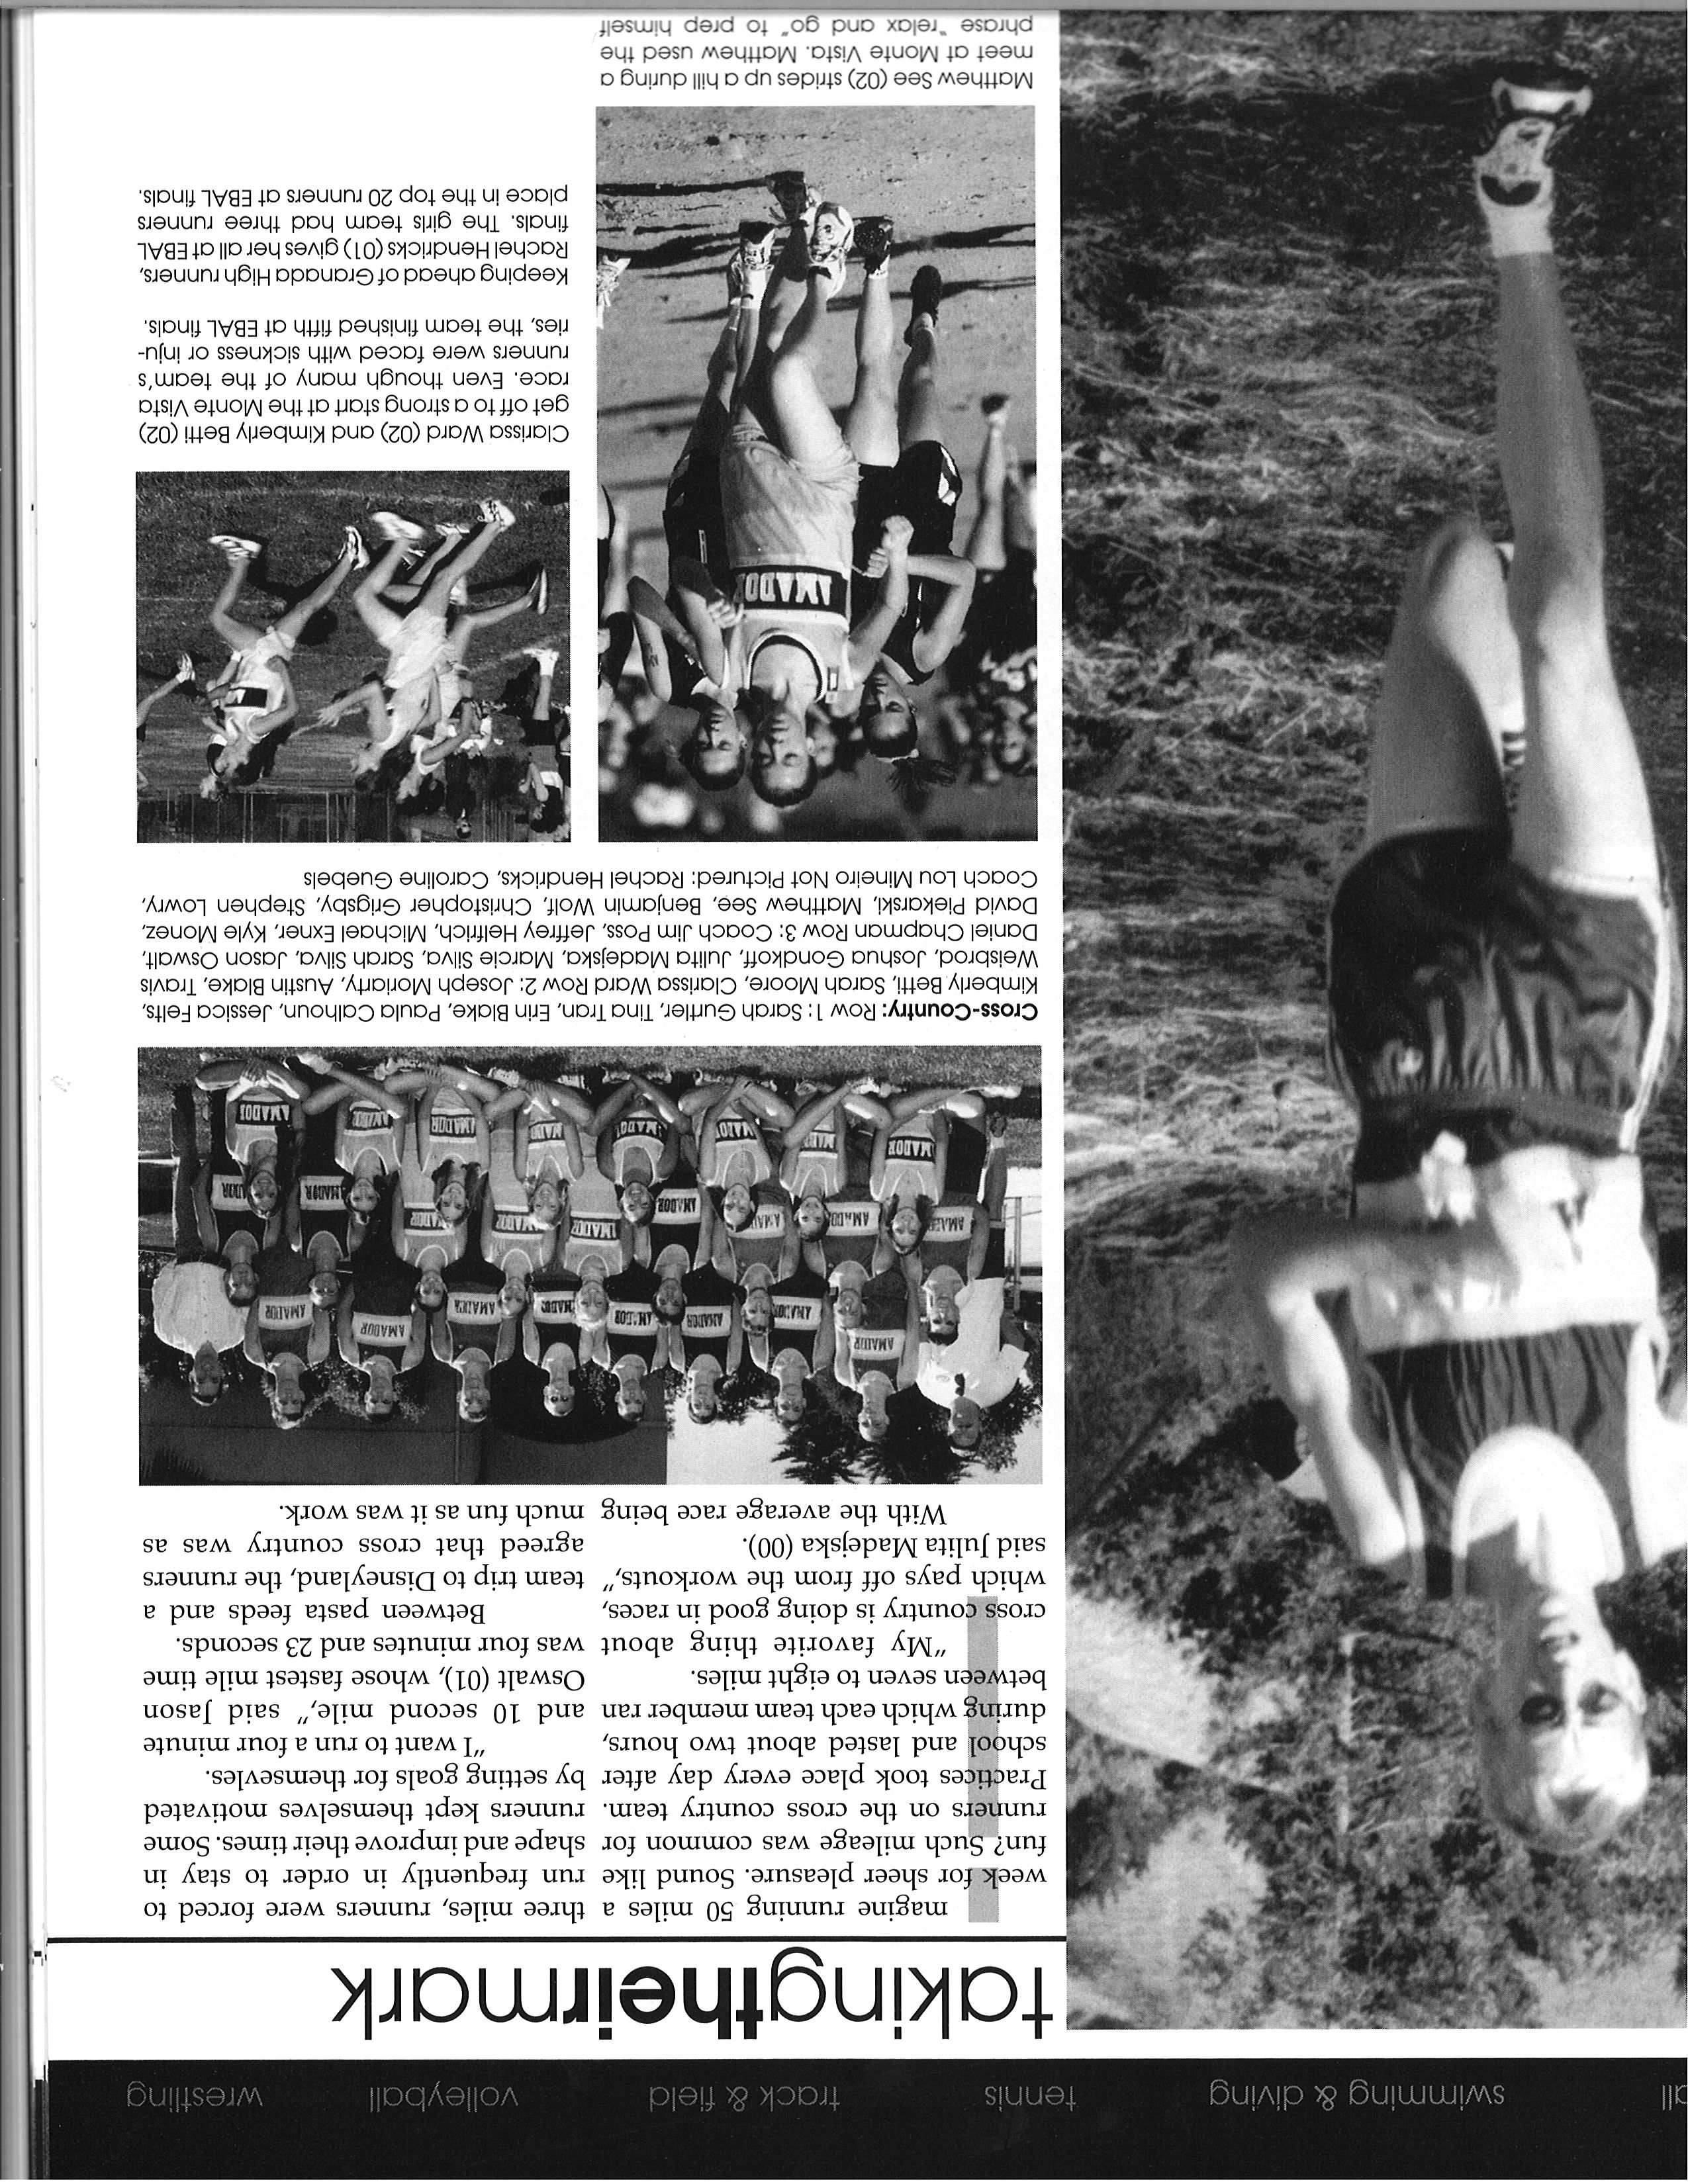 all swimming & diving tennis track & field volleyball wrestling
takingtheirmark
Imagine running 50 miles a
week for sheer pleasure. Sound like
fun? Such mileage was common for
runners on the cross country team.
Practices took place every day after
school and lasted about two hours,
during which each team member ran
between seven to eight miles.
"My favorite thing about
cross country is doing good in races,
which pays off from the workouts,"
said Julita Madejska (00).
With the average race being
three miles, runners were forced to
run frequently in order to stay in
shape and improve their times. Some
runners kept themselves motivated
by setting goals for themsevles.
"I want to run a four minute
and 10 second mile," said Jason
Oswalt (01), whose fastest mile time
was four minutes and 23 seconds.
Between pasta feeds and a
team trip to Disneyland, the runners
agreed that cross country was as
much fun as it was work.
Cross-Country: Row 1: Sarah Gurtler, Tina Tran, Erin Blake, Paula Calhoun, Jessica Felts,
Kimberly Betti, Sarah Moore, Clarissa Ward Row 2: Joseph Moriarty, Austin Blake, Travis
Weisbrod, Joshua Gondkoff, Julita Madejska, Marcie Silva, Sarah Silva, Jason Oswalt,
Daniel Chapman Row 3: Coach Jim Poss, Jeffrey Helfrich, Michael Exner, Kyle Monez,
David Piekarski, Matthew See, Benjamin Wolf, Christopher Grigsby, Stephen Lowry,
Coach Lou Mineiro Not Pictured: Rachel Hendricks, Caroline Guebels
AMADOR
Clarissa Ward (02) and Kimberly Betti (02)
get off to a strong start at the Monte Vista
race. Even though many of the team's
runners were faced with sickness or inju-
ries, the team finished fifth at EBAL finals.
Keeping ahead of Granada High runners,
Rachel Hendricks (01) gives her all at EBAL
finals. The girls team had three runners
place in the top 20 runners at EBAL finals.
Matthew See (02) strides up a hill during a
meet at Monte Vista. Matthew used the
phrase "relax and go" to prep himself